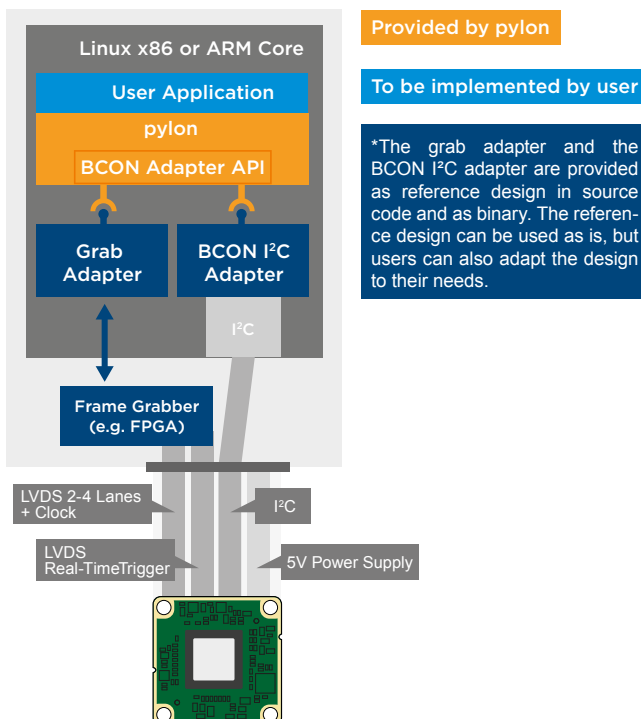 Linux x86 or ARM Core
User Application
pylon
BCON Adapter API
Grab
Adapter
BCON I²C
Adapter
I²C
Frame Grabber
(e.g. FPGA)
LVDS 2-4 Lanes
+ Clock
I²C
LVDS
Real-TimeTrigger
5V Power Supply
Provided by pylon
To be implemented by user
*The grab adapter and the
BCON I²C adapter are provided
as reference design in source
code and as binary. The referen-
ce design can be used as is, but
users can also adapt the design
to their needs.